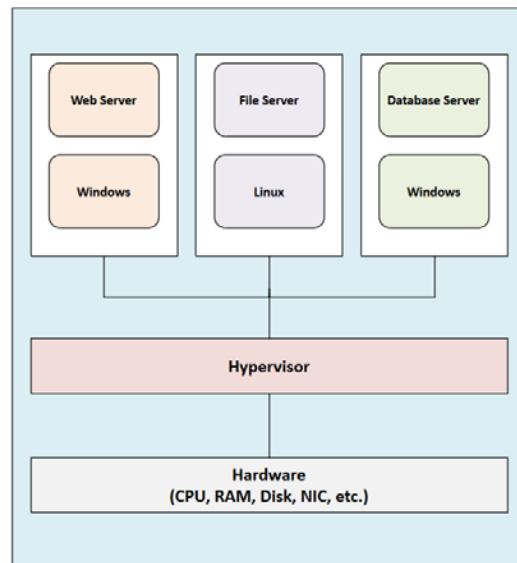 Web Server
File Server
Database Server
Windows
Linux
Windows
Hypervisor
Hardware
(CPU, RAM, Disk, NIC, etc.)